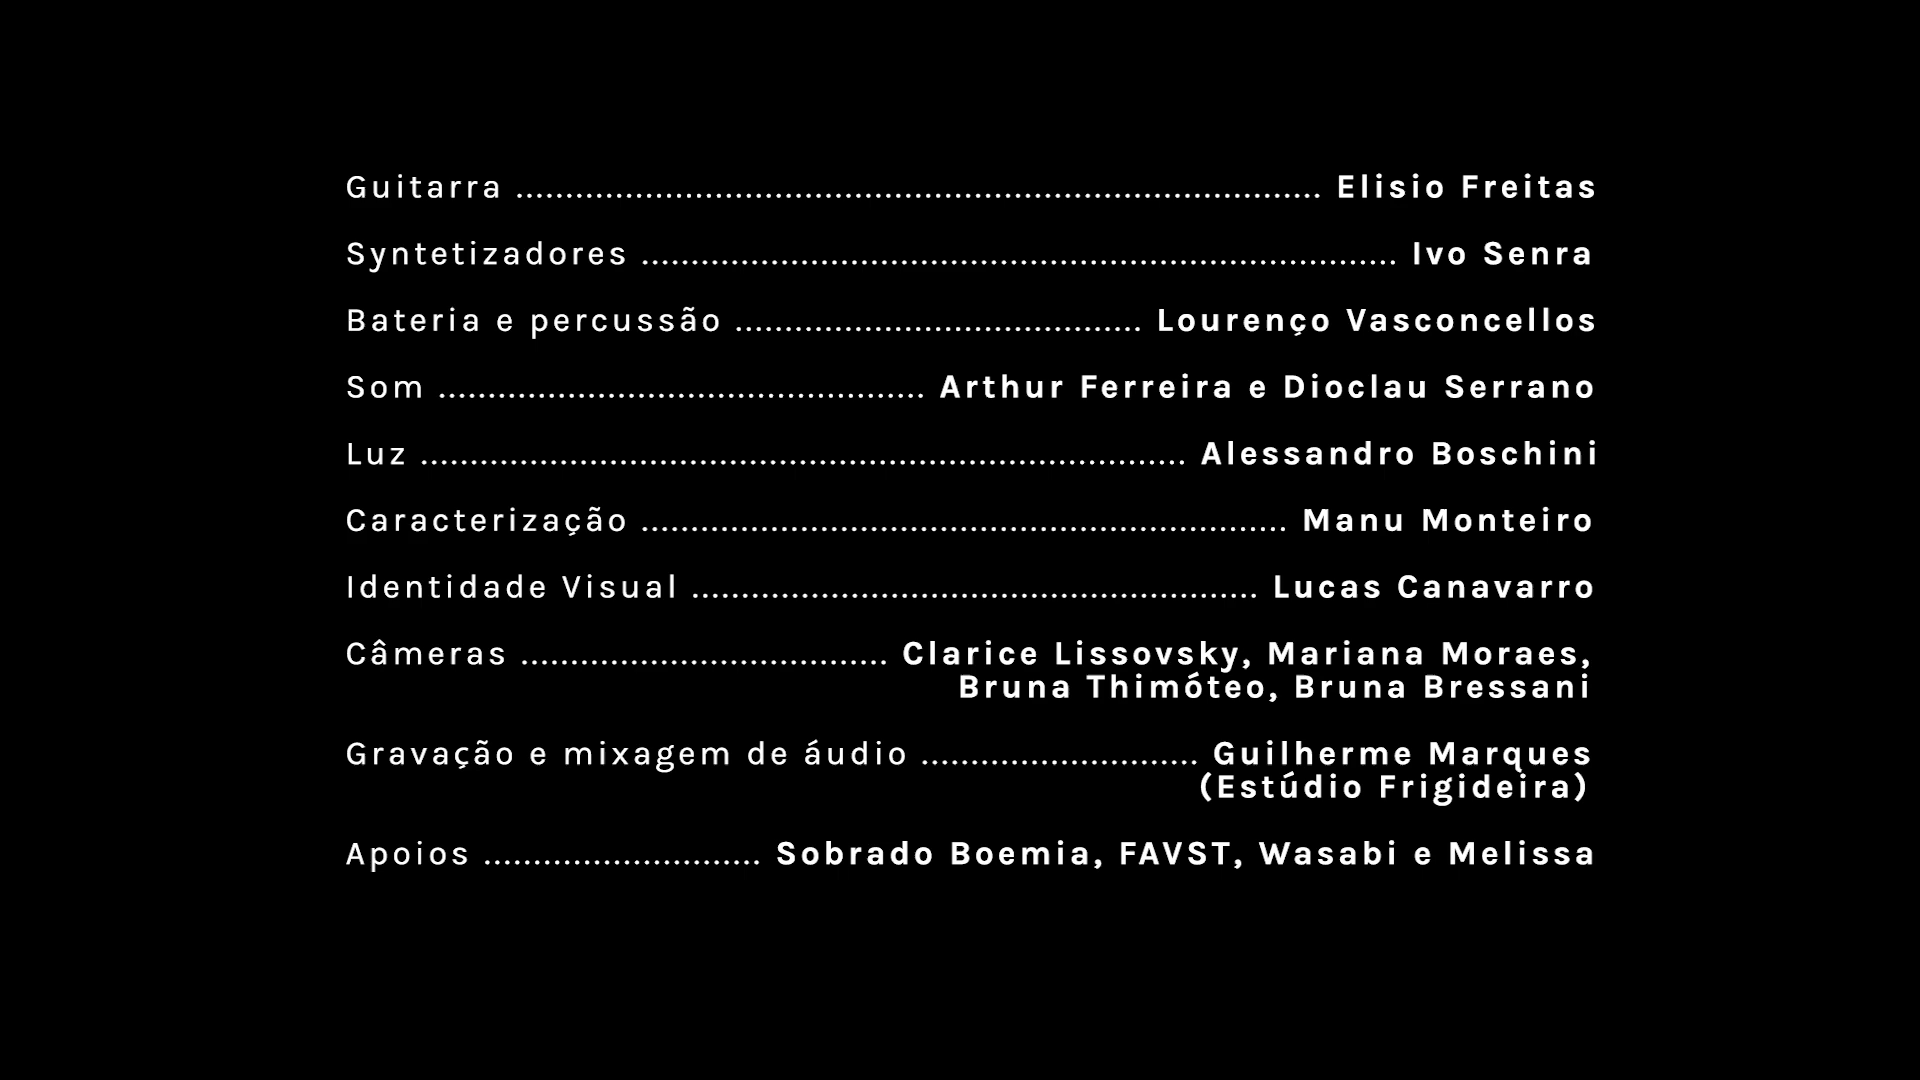 Guitarra ................................................................................. Elisio Freitas
Syntetizadores ............................................................................ Ivo Senra
Bateria e percussão ......................................... Lourenço Vasconcellos
Som ................................................. Arthur Ferreira e Dioclau Serrano
Luz ............................................................................. Alessandro Boschini
Caracterização ................................................................. Manu Monteiro
Identidade Visual ......................................................... Lucas Canavarro
Câmeras ..................................... Clarice Lissovsky, Mariana Moraes,
Bruna Thimóteo, Bruna Bressani
Gravação e mixagem de áudio ............................ Guilherme Marques
(Estúdio Frigideira)
Apoios ............................ Sobrado Boemia, FAVST, Wasabi e Melissa